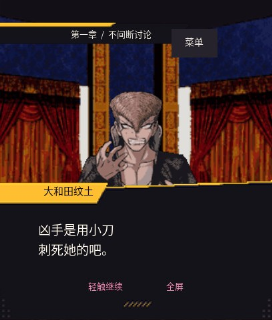 第一章 / 不间断讨论
菜单
大和田纹土
凶手是用小刀
刺死她的吧。
轻触继续
全屏